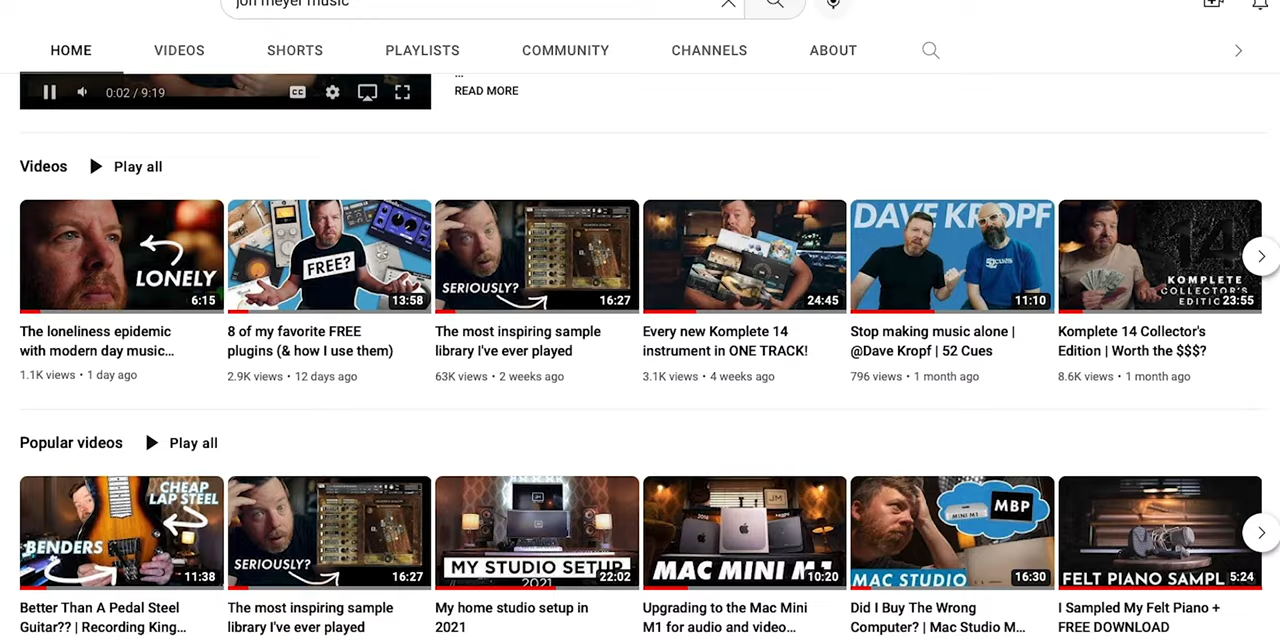 jon meyer music
HOME VIDEOS SHORTS PLAYLISTS COMMUNITY CHANNELS ABOUT
0:02 / 9:19 CC
...
READ MORE
Videos Play all
LONELY
6:15
FREE?
13:58
SERIOUSLY?
16:27
24:45
DAVE KROPF
52CUES
11:10
14
KOMPLETE
COLLECTOR'S
EDITIC 23:55
The loneliness epidemic
with modern day music...
1.1K views • 1 day ago
8 of my favorite FREE
plugins (& how I use them)
2.9K views • 12 days ago
The most inspiring sample
library I've ever played
63K views • 2 weeks ago
Every new Komplete 14
instrument in ONE TRACK!
3.1K views • 4 weeks ago
Stop making music alone |
@Dave Kropf | 52 Cues
796 views • 1 month ago
Komplete 14 Collector's
Edition | Worth the $$$?
8.6K views • 1 month ago
Popular videos Play all
CHEAP
LAP STEEL
BENDERS
11:38
SERIOUSLY?
16:27
JM
MY STUDIO SETUP
2021
22:02
JM
MAC MINI M1
10:20
MINI M1
MBP
MAC STUDIO
16:30
FELT PIANO SAMPL
5:24
Better Than A Pedal Steel
Guitar?? | Recording King...
The most inspiring sample
library I've ever played
My home studio setup in
2021
Upgrading to the Mac Mini
M1 for audio and video...
Did I Buy The Wrong
Computer? | Mac Studio M...
I Sampled My Felt Piano +
FREE DOWNLOAD